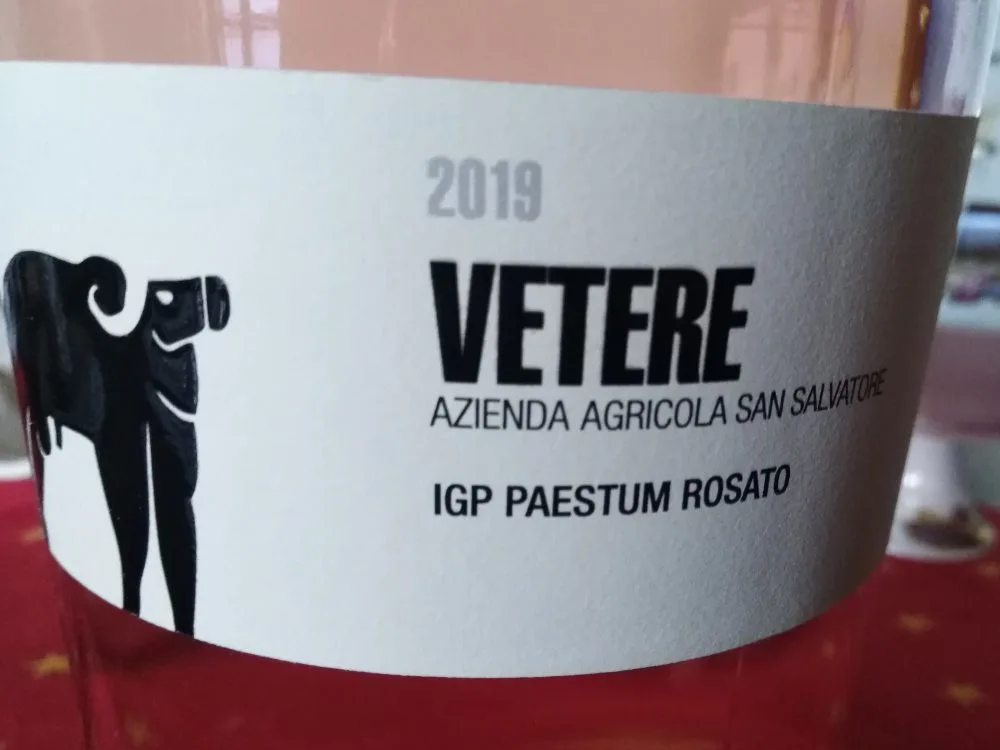 2019
VETERE
AZIENDA AGRICOLA SAN SALVATORE
IGP PAESTUM ROSATO